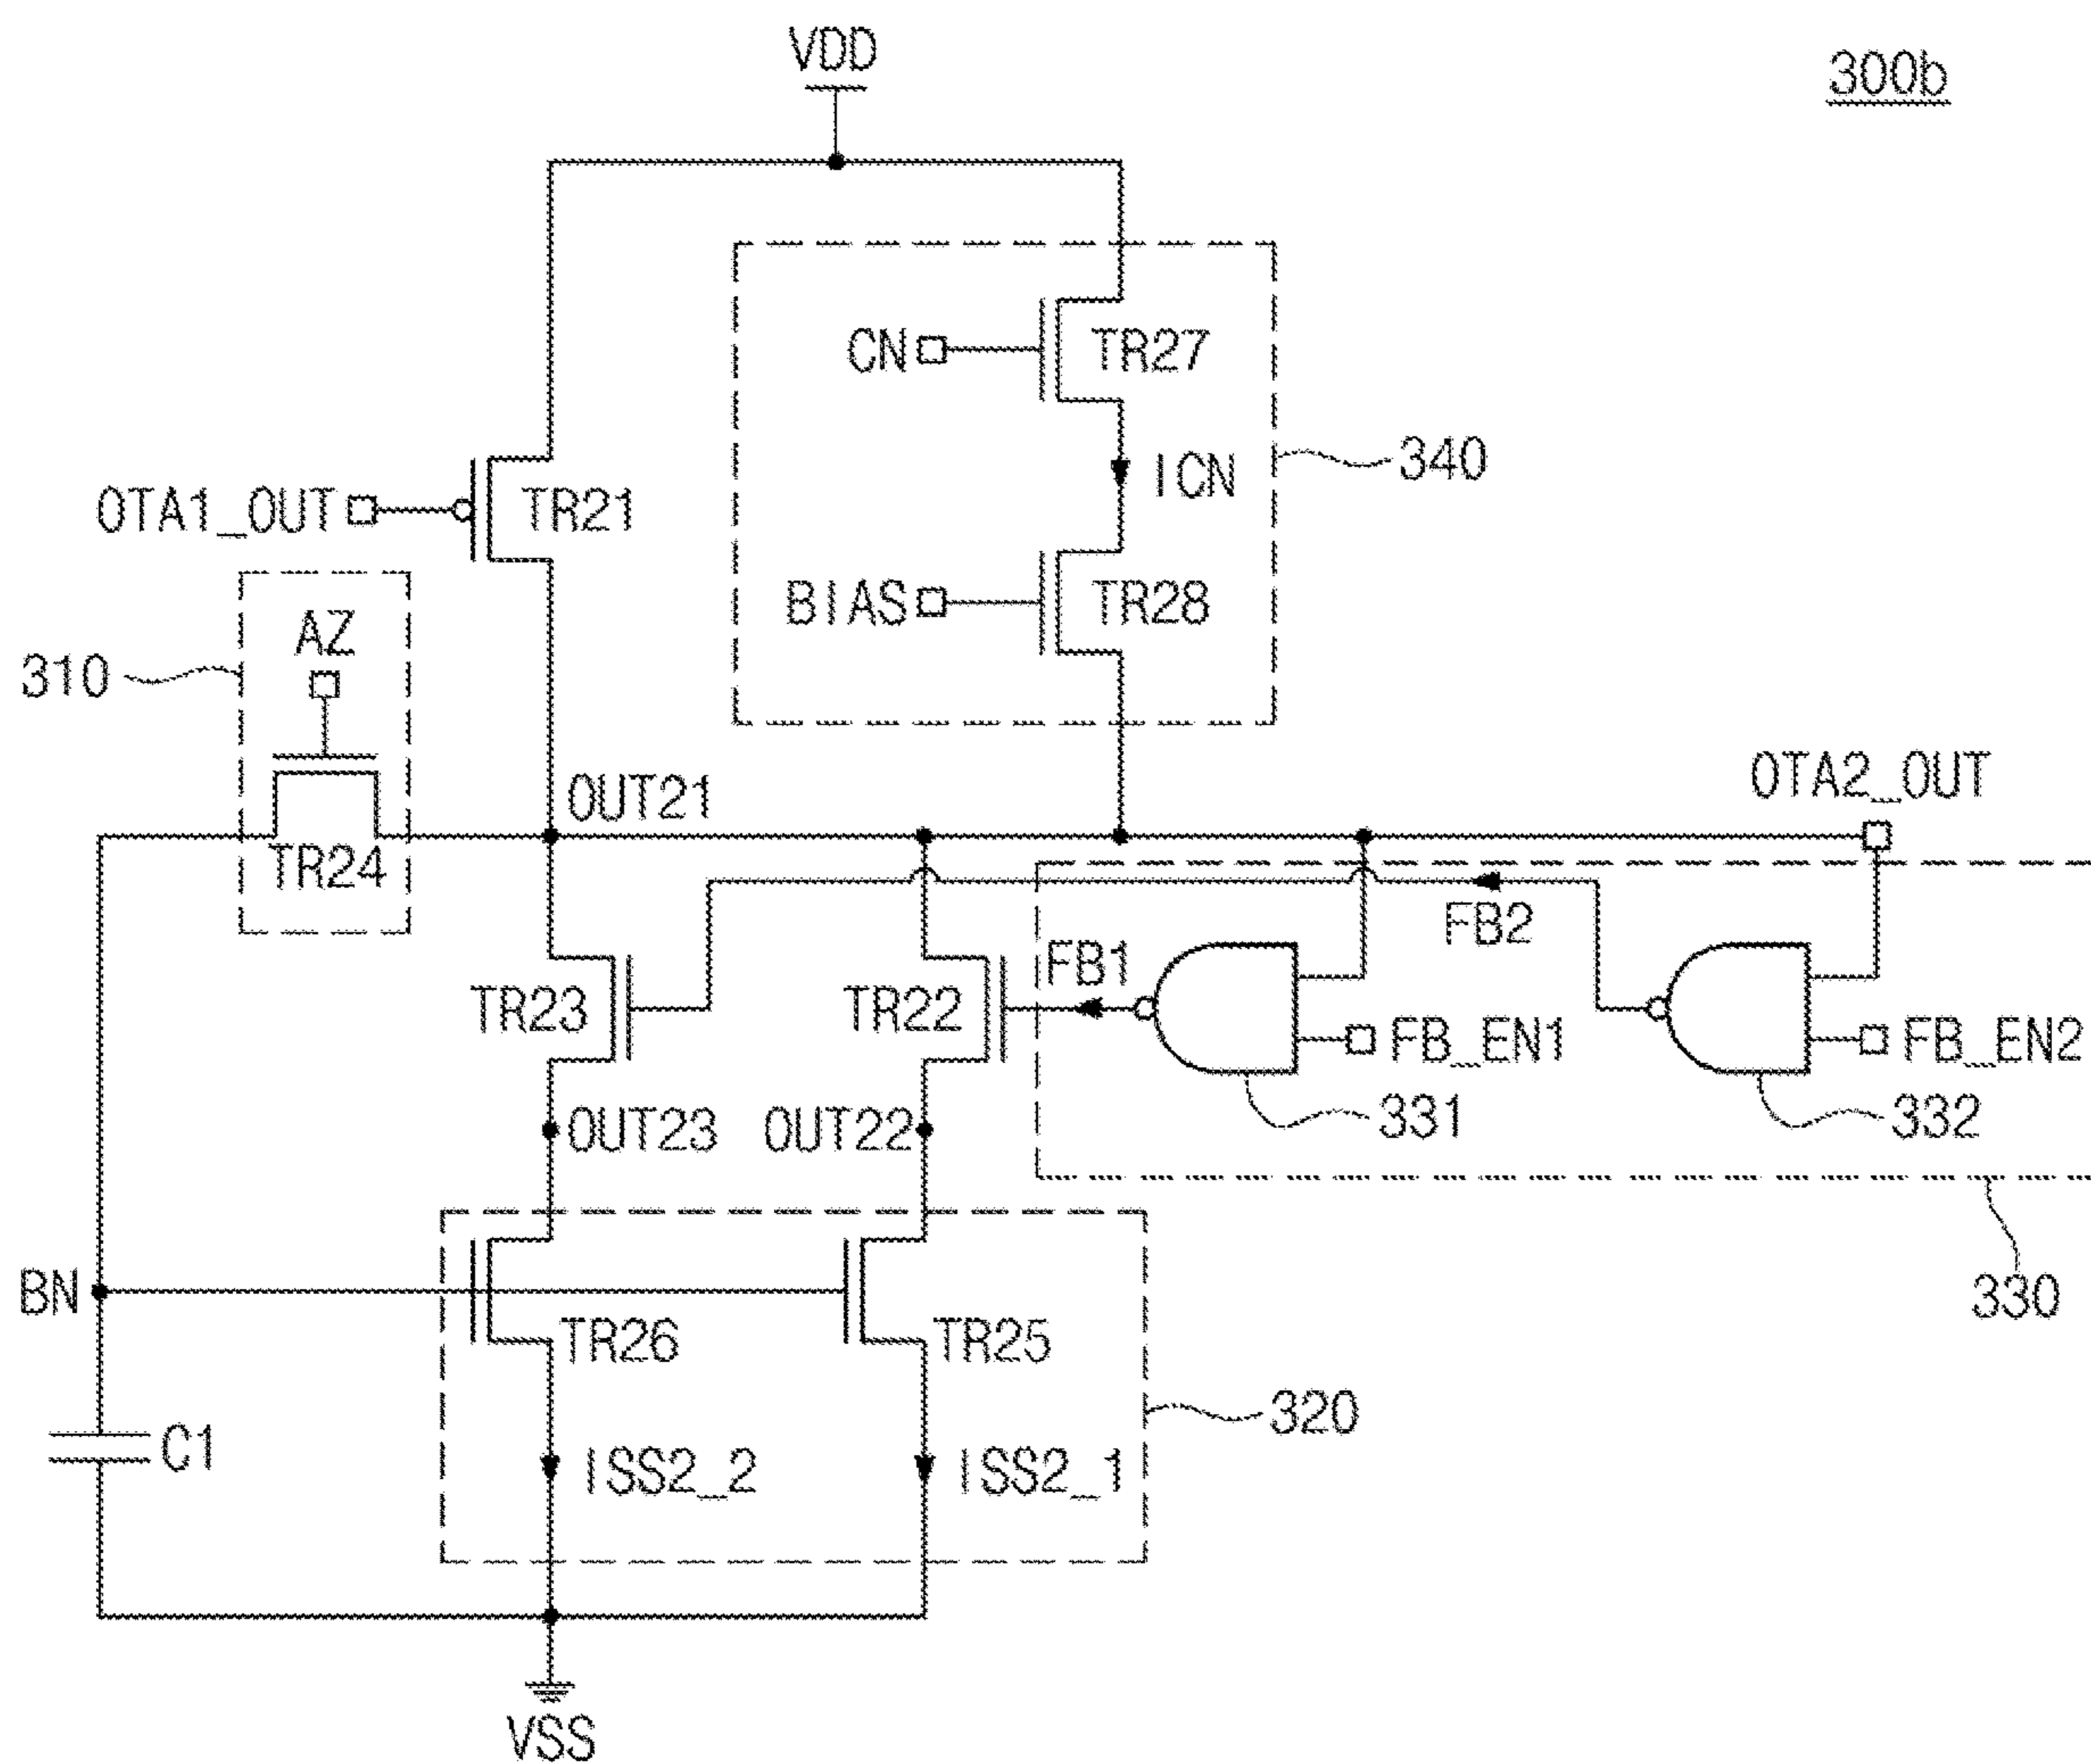 300b
VDD
CN
TR27
340
ICN
OTA1_OUT
TR21
BIAS
TR28
AZ
310
OTA2_OUT
OUT21
TR24
FB2
FB1
TR23
TR22
FB_EN1
FB_EN2
331
332
OUT23
OUT22
BN
330
TR26
TR25
320
C1
ISS2_2
ISS2_1
VSS